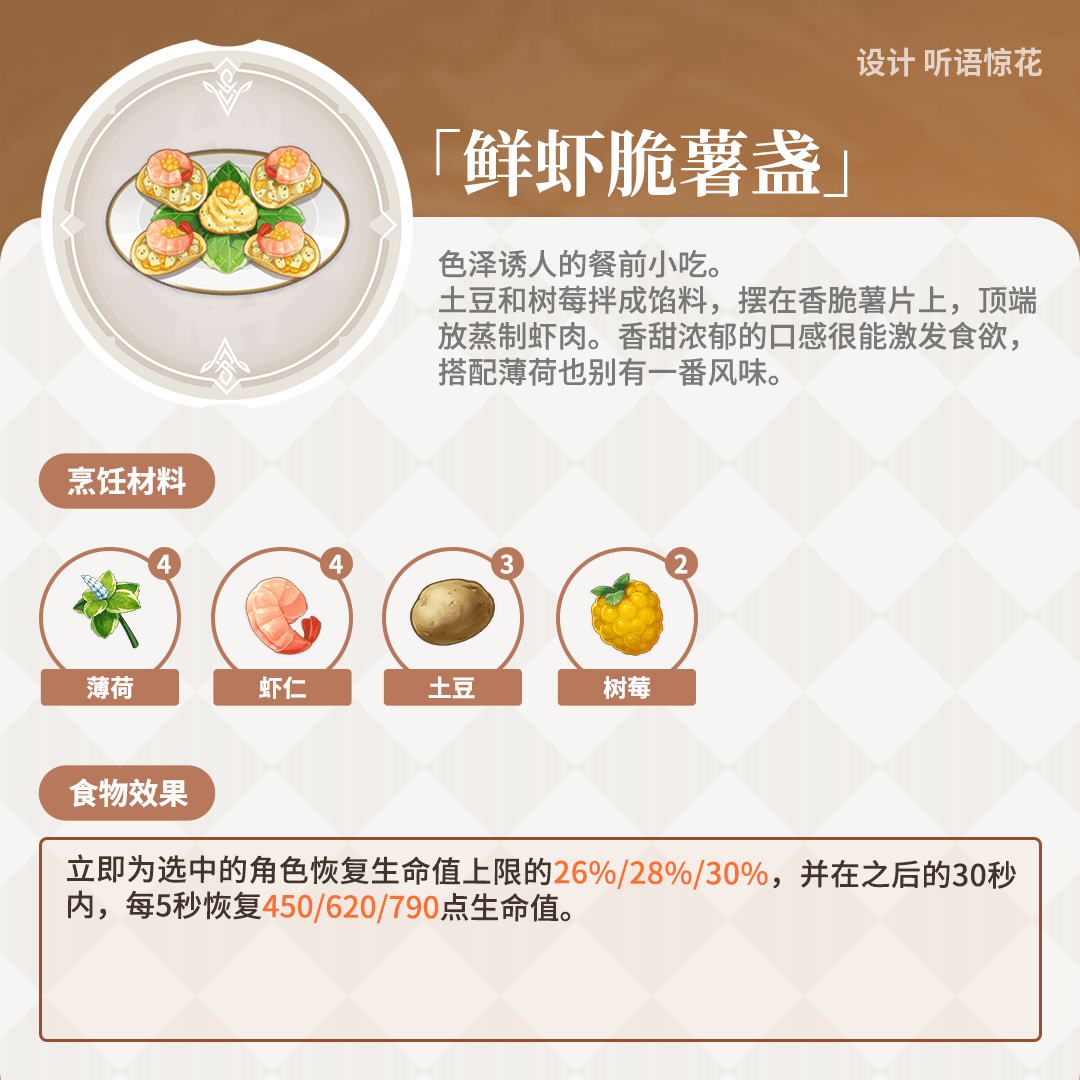 设计 听语惊花
「鲜虾脆薯盏」
色泽诱人的餐前小吃。
土豆和树莓拌成馅料，摆在香脆薯片上，顶端
放蒸制虾肉。香甜浓郁的口感很能激发食欲，
搭配薄荷也别有一番风味。
烹饪材料
4
4
3
2
薄荷
虾仁
土豆
树莓
食物效果
立即为选中的角色恢复生命值上限的26%/28%/30%，并在之后的30秒
内，每5秒恢复450/620/790点生命值。